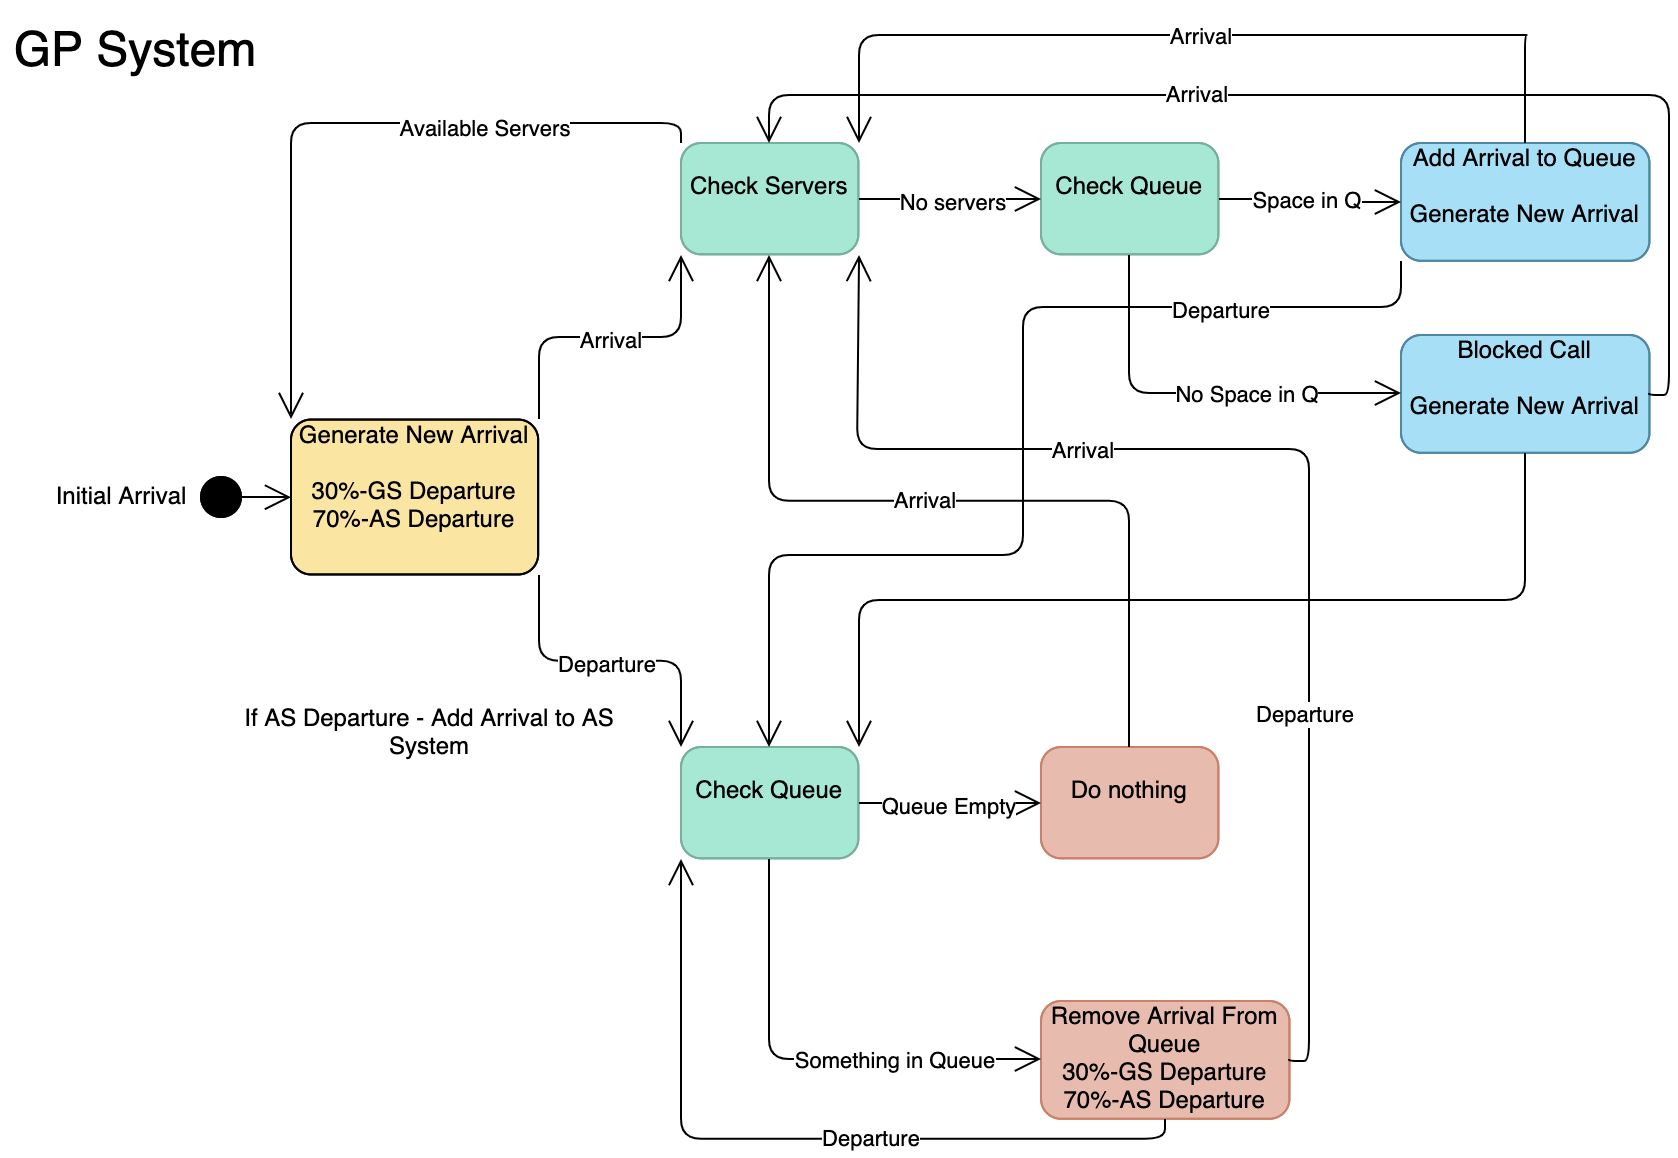 GP System
Arrival
Arrival
Available Servers
Check Servers
No servers
Check Queue
Space in Q
Add Arrival to Queue
Generate New Arrival
Departure
Arrival
Blocked Call
Generate New Arrival
No Space in Q
Generate New Arrival
30%-GS Departure
70%-AS Departure
Initial Arrival
Arrival
Arrival
Departure
If AS Departure - Add Arrival to AS
System
Departure
Check Queue
Queue Empty
Do nothing
Something in Queue
Remove Arrival From
Queue
30%-GS Departure
70%-AS Departure
Departure